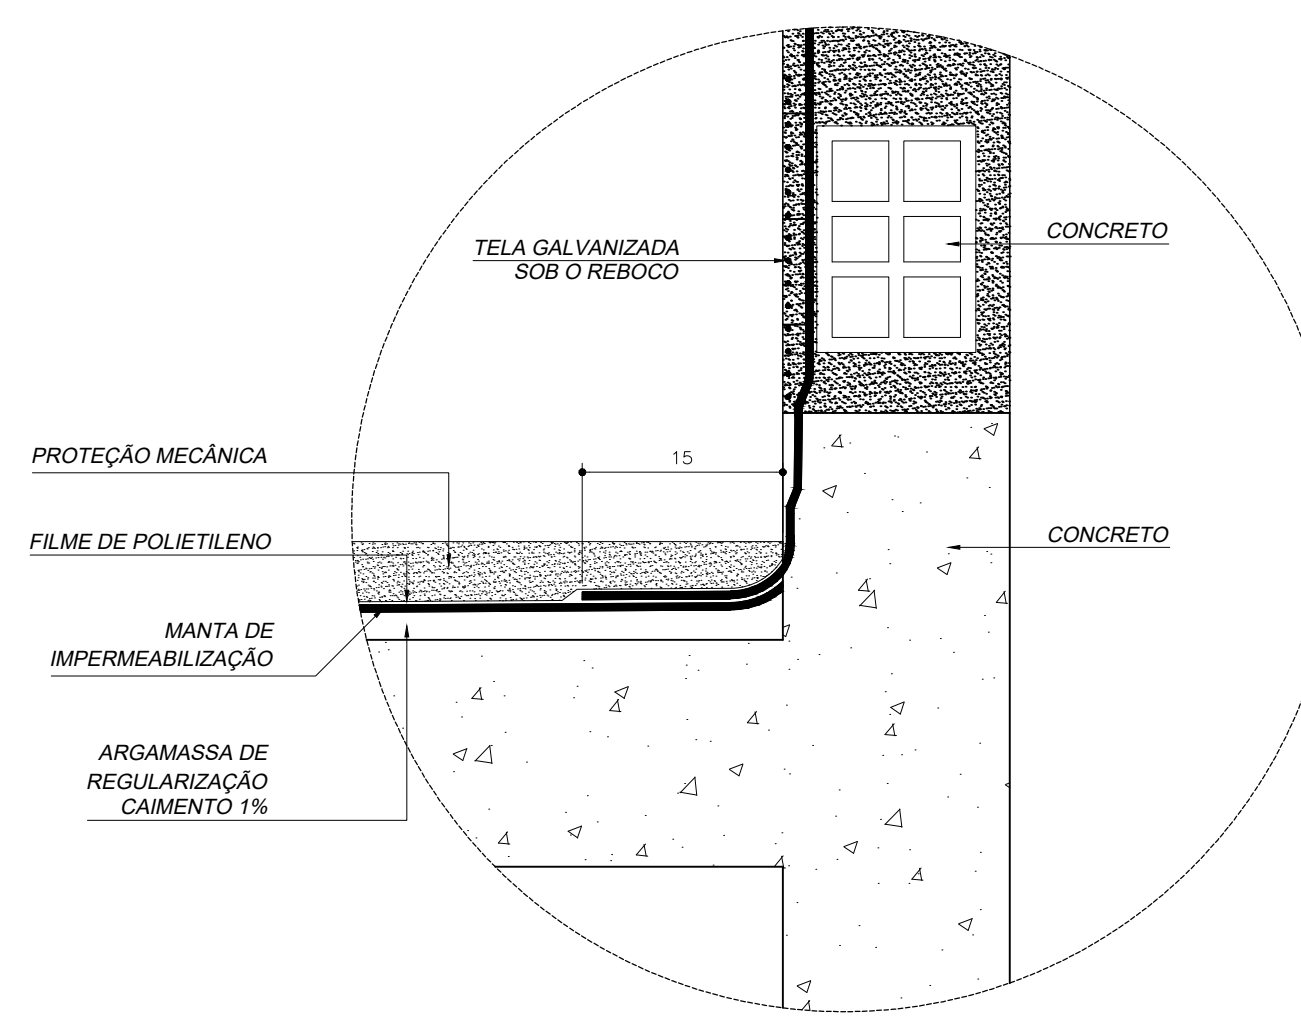 TELA GALVANIZADA
SOB O REBOCO
CONCRETO
PROTEÇÃO MECÂNICA
15
FILME DE POLIETILENO
CONCRETO
MANTA DE
IMPERMEABILIZAÇÃO
ARGAMASSA DE
REGULARIZAÇÃO
CAIMENTO 1%